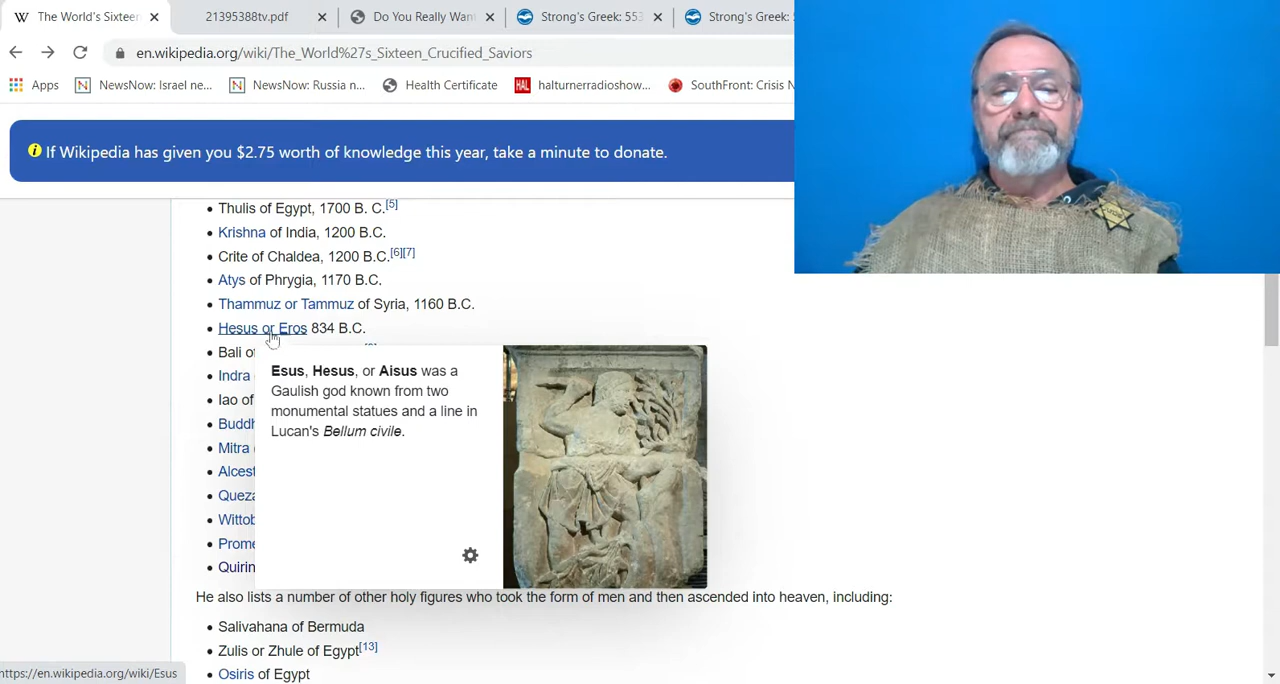 The World's Sixteen
21395388tv.pdf
Do You Really Wan
Strong's Greek: 553
Strong's Greek: 5
en.wikipedia.org/wiki/The_World%27s_Sixteen_Crucified_Saviors
Apps
NewsNow: Israel ne...
NewsNow: Russia n...
Health Certificate
HAL
halturnerradioshow...
SouthFront: Crisis N
If Wikipedia has given you $2.75 worth of knowledge this year, take a minute to donate.
Thulis of Egypt, 1700 B. C.[5]
Krishna of India, 1200 B.C.
Crite of Chaldea, 1200 B.C.[6][7]
Atys of Phrygia, 1170 B.C.
Thammuz or Tammuz of Syria, 1160 B.C.
Hesus or Eros 834 B.C.
Bali of
Indra
Iao of
Buddh
Mitra (
Alcest
Queza
Wittob
Prome
Quirin
Esus, Hesus, or Aisus was a
Gaulish god known from two
monumental statues and a line in
Lucan's Bellum civile.
He also lists a number of other holy figures who took the form of men and then ascended into heaven, including:
Salivahana of Bermuda
Zulis or Zhule of Egypt[13]
Osiris of Egypt
https://en.wikipedia.org/wiki/Esus